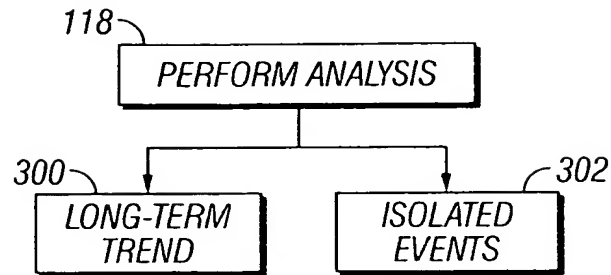 118
PERFORM ANALYSIS
300
LONG-TERM
TREND
302
ISOLATED
EVENTS